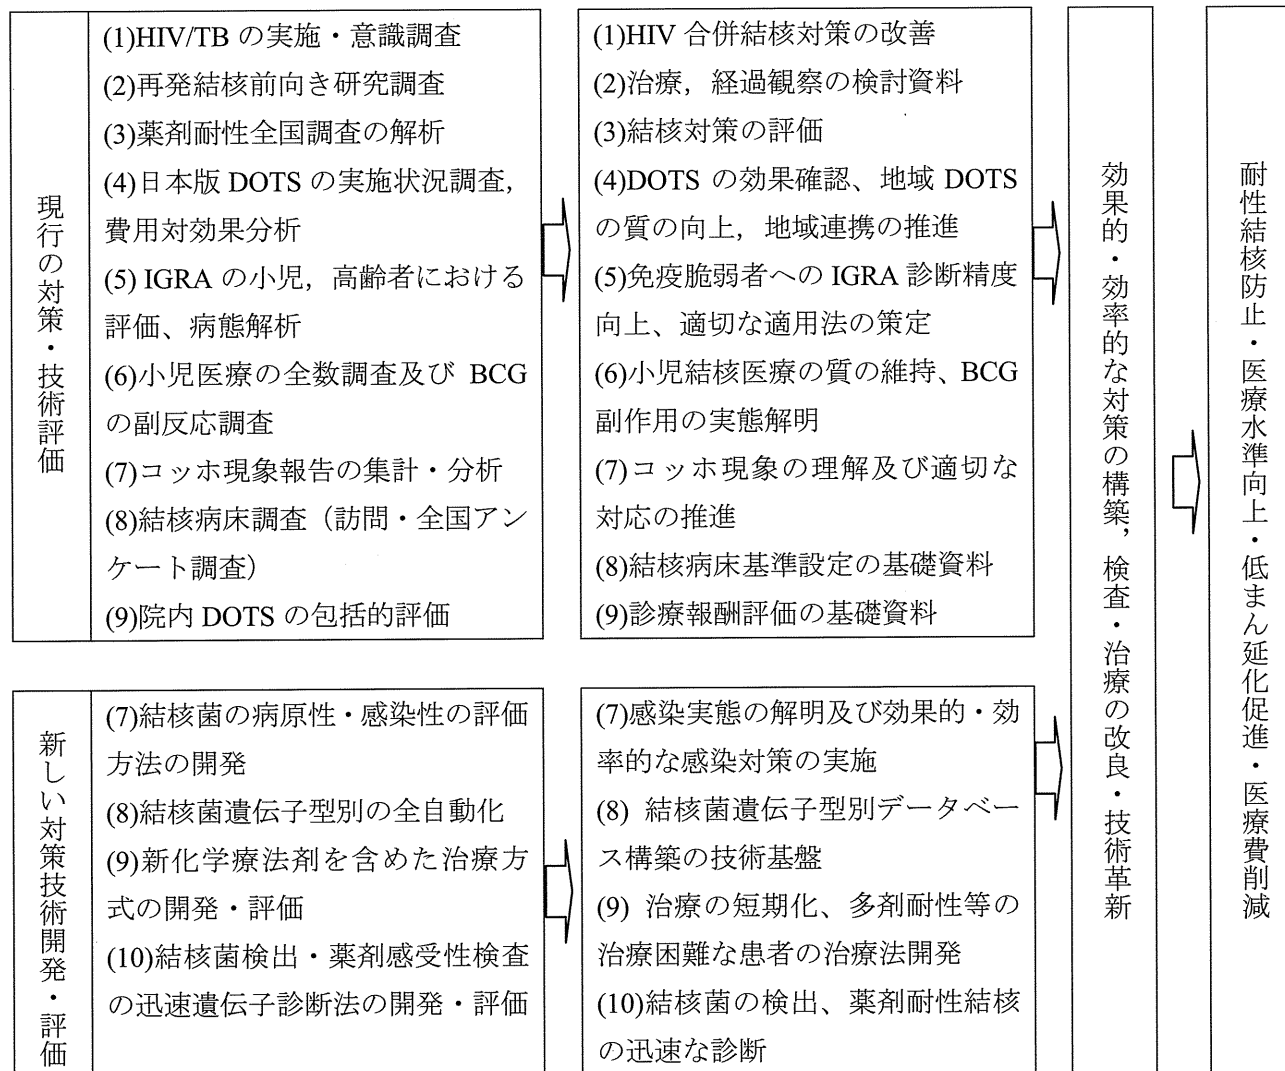 現行の対策・技術評価
(1)HIV/TB の実施・意識調査
(2)再発結核前向き研究調査
(3)薬剤耐性全国調査の解析
(4)日本版 DOTS の実施状況調査,
費用対効果分析
(5) IGRA の小児，高齢者における
評価、病態解析
(6)小児医療の全数調査及び BCG
の副反応調査
(7)コッホ現象報告の集計・分析
(8)結核病床調査（訪問・全国アン
ケート調査）
(9)院内 DOTS の包括的評価
(1)HIV 合併結核対策の改善
(2)治療，経過観察の検討資料
(3)結核対策の評価
(4)DOTS の効果確認、地域 DOTS
の質の向上，地域連携の推進
(5)免疫脆弱者への IGRA 診断精度
向上、適切な適用法の策定
(6)小児結核医療の質の維持、BCG
副作用の実態解明
(7)コッホ現象の理解及び適切な
対応の推進
(8)結核病床基準設定の基礎資料
(9)診療報酬評価の基礎資料
新しい対策技術開発・評価
(7)結核菌の病原性・感染性の評価
方法の開発
(8)結核菌遺伝子型別の全自動化
(9)新化学療法剤を含めた治療方
式の開発・評価
(10)結核菌検出・薬剤感受性検査
の迅速遺伝子診断法の開発・評価
(7)感染実態の解明及び効果的・効
率的な感染対策の実施
(8) 結核菌遺伝子型別データベー
ス構築の技術基盤
(9) 治療の短期化、多剤耐性等の
治療困難な患者の治療法開発
(10)結核菌の検出、薬剤耐性結核
の迅速な診断
効果的・効率的な対策の構築，検査・治療の改良・技術革新
耐性結核防止・医療水準向上・低まん延化促進・医療費削減